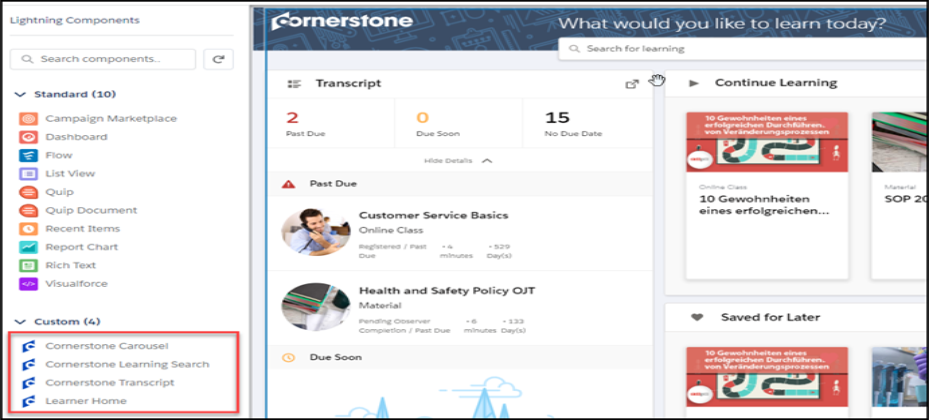 Lightning Components
Search components..
Standard (10)
Campaign Marketplace
Dashboard
Flow
List View
Quip
Quip Document
Recent Items
Report Chart
Rich Text
Visualforce
Custom (4)
Cornerstone Carousel
Cornerstone Learning Search
Cornerstone Transcript
Learner Home
cornerstone
What would you like to learn today?
Search for learning
Transcript
2
Past Due
0
Due Soon
15
No Due Date
Hide Details
Past Due
Customer Service Basics
Online Class
Registered / Past Due
• 4 minutes
• 529 Day(s)
Health and Safety Policy OJT
Material
Pending Observer Completion / Past Due
• 6 minutes
• 133 Day(s)
Due Soon
Continue Learning
10 Gewohnheiten eines
erfolgreichen Durchführen,
von Veränderungsprozessen
Online Class
10 Gewohnheiten
eines erfolgreichen...
Material
SOP 20
Saved for Later
10 Gewohnheiten eines
erfolgreichen Durchführen,
von Veränderungsprozessen